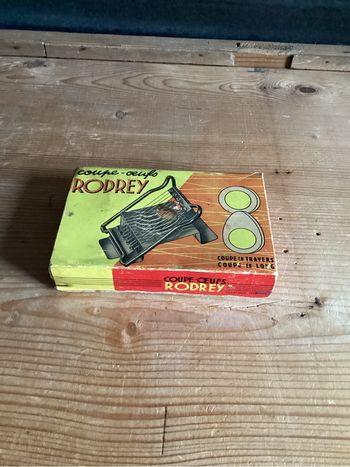 coupe-œufs
RODREY
COUPE EN TRAVERS
COUPE EN LONG
COUPE-ŒUFS
RODREY